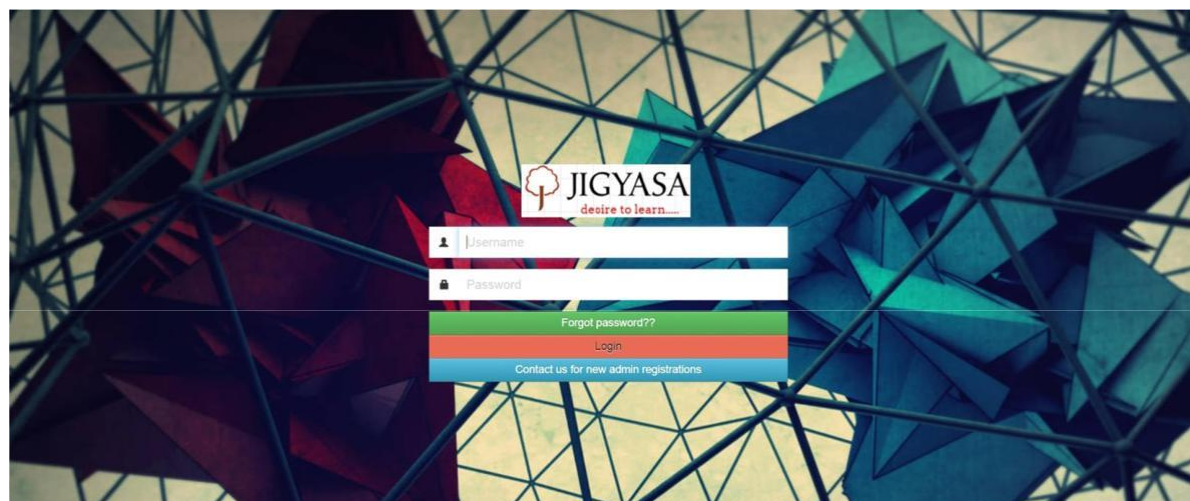 JIGYASA
desire to learn.....
Username
Password
Forgot password??
Login
Contact us for new admin registrations